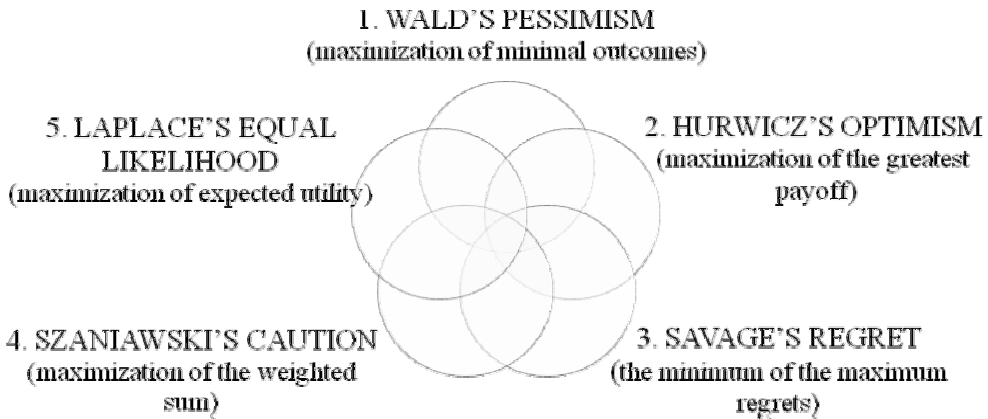 1. WALD'S PESSIMISM
(maximization of minimal outcomes)
5. LAPLACE'S EQUAL
LIKELIHOOD
(maximization of expected utility)
2. HURWICZ'S OPTIMISM
(maximization of the greatest
payoff)
4. SZANIAWSKI'S CAUTION
(maximization of the weighted
sum)
3. SAVAGE'S REGRET
(the minimum of the maximum
regrets)